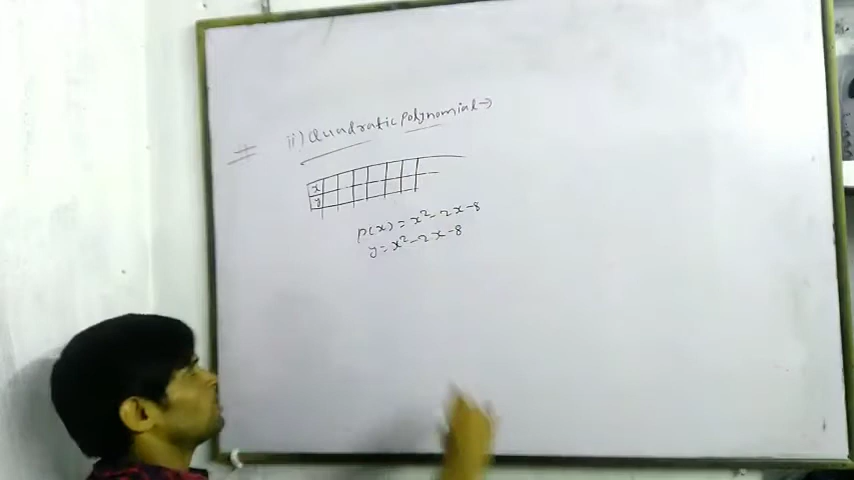 ii) Quadratic Polynomial →
x
y
p(x) = x² - 2x - 8
y = x² - 2x - 8